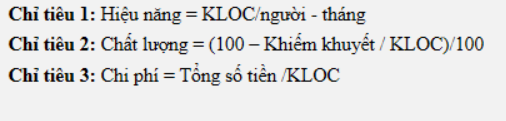 Chỉ tiêu 1: Hiệu năng = KLOC/người - tháng
Chỉ tiêu 2: Chất lượng = (100 – Khiếm khuyết / KLOC)/100
Chỉ tiêu 3: Chi phí = Tổng số tiền /KLOC